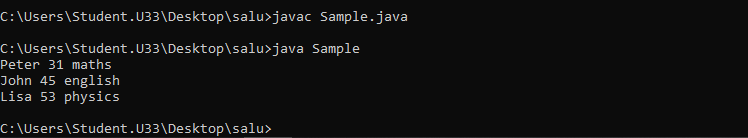 C:\Users\Student.U33\Desktop\salu>javac Sample.java
C:\Users\Student.U33\Desktop\salu>java Sample
Peter 31 maths
John 45 english
Lisa 53 physics
C:\Users\Student.U33\Desktop\salu>